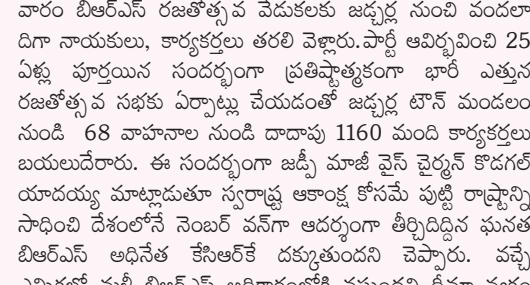 వారం బీఆర్ఎస్ రజతోత్సవ వేడుకలకు జడ్చర్ల నుంచి వందలా
దిగా నాయకులు, కార్యకర్తలు తరలి వెళ్లారు.పార్టీ ఆవిర్భవించి 25
ఏళ్లు పూర్తయిన సందర్భంగా ప్రతిష్టాత్మకంగా భారీ ఎత్తున
రజతోత్సవ సభకు ఏర్పాట్లు చేయడంతో జడ్చర్ల టౌన్ మండలం
నుండి 68 వాహనాల నుండి దాదాపు 1160 మంది కార్యకర్తలు
బయలుదేరారు. ఈ సందర్భంగా జడ్పీ మాజీ వైస్ చైర్మన్ కొడగల్
యాదయ్య మాట్లాడుతూ స్వరాష్ట్ర ఆకాంక్ష కోసమే పుట్టి రాష్ట్రాన్ని
సాధించి దేశంలోనే నెంబర్ వన్‌గా ఆదర్శంగా తీర్చిదిద్దిన ఘనత
బీఆర్ఎస్ అధినేత కేసిఆర్‌కే దక్కుతుందని చెప్పారు. వచ్చే